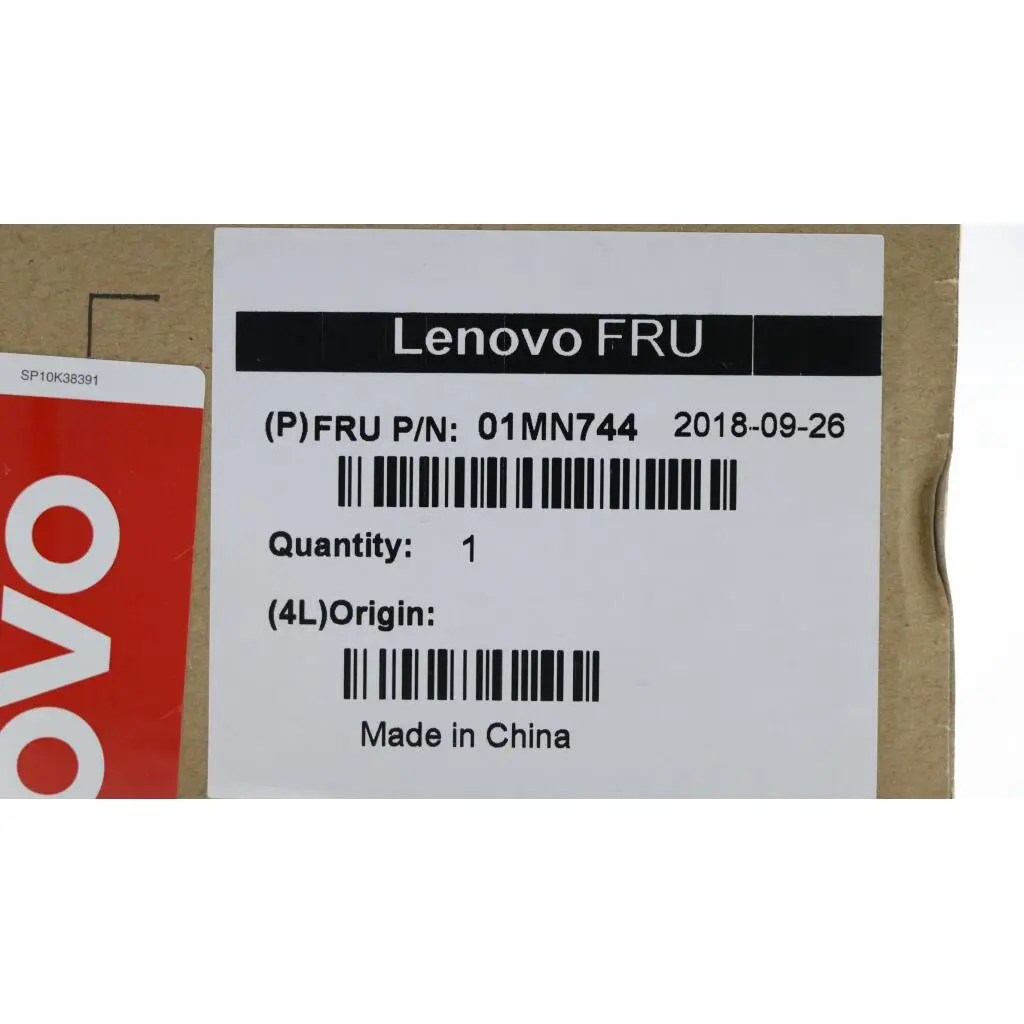 Lenovo FRU
SP10K38391
(P)FRU P/N: 01MN744 2018-09-26
Quantity: 1
(4L)Origin:
Made in China
ovo